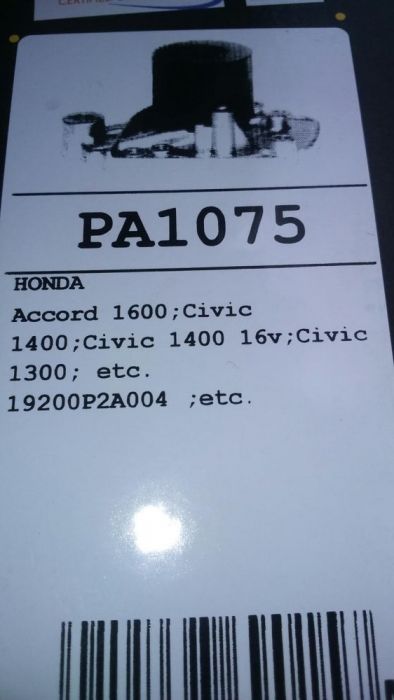 PA1075
HONDA
Accord 1600;Civic
1400;Civic 1400 16v;Civic
1300; etc.
19200P2A004 ;etc.